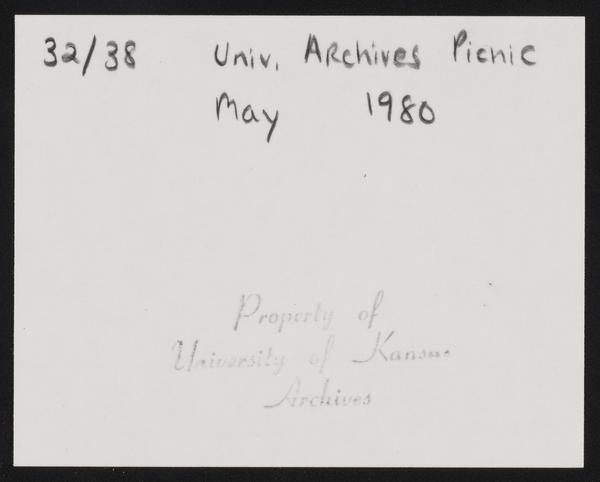 32/38 Univ. Archives Picnic
May 1980
Property of
University of Kansas
Archives